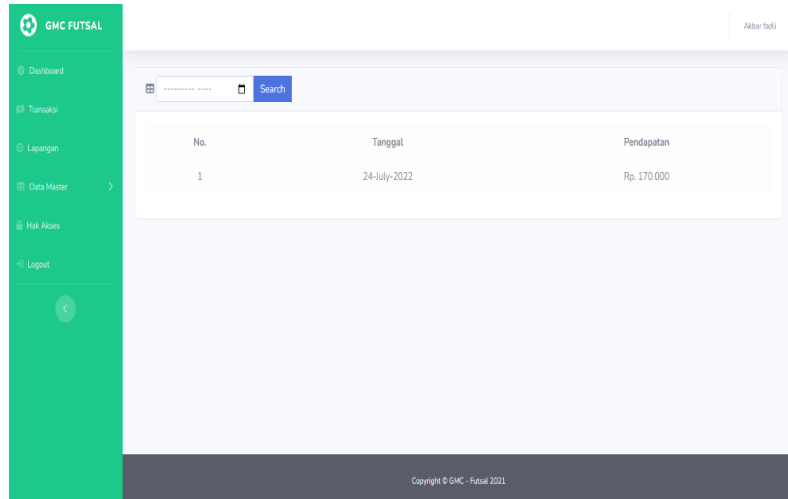 GMC FUTSAL
Akbar fadli
Dashboard
Transaksi
Lapangan
Data Master
Hak Akses
Logout
--------- ----
Search
No. Tanggal Pendapatan
1 24-July-2022 Rp. 170.000
Copyright © GMC - Futsal 2021